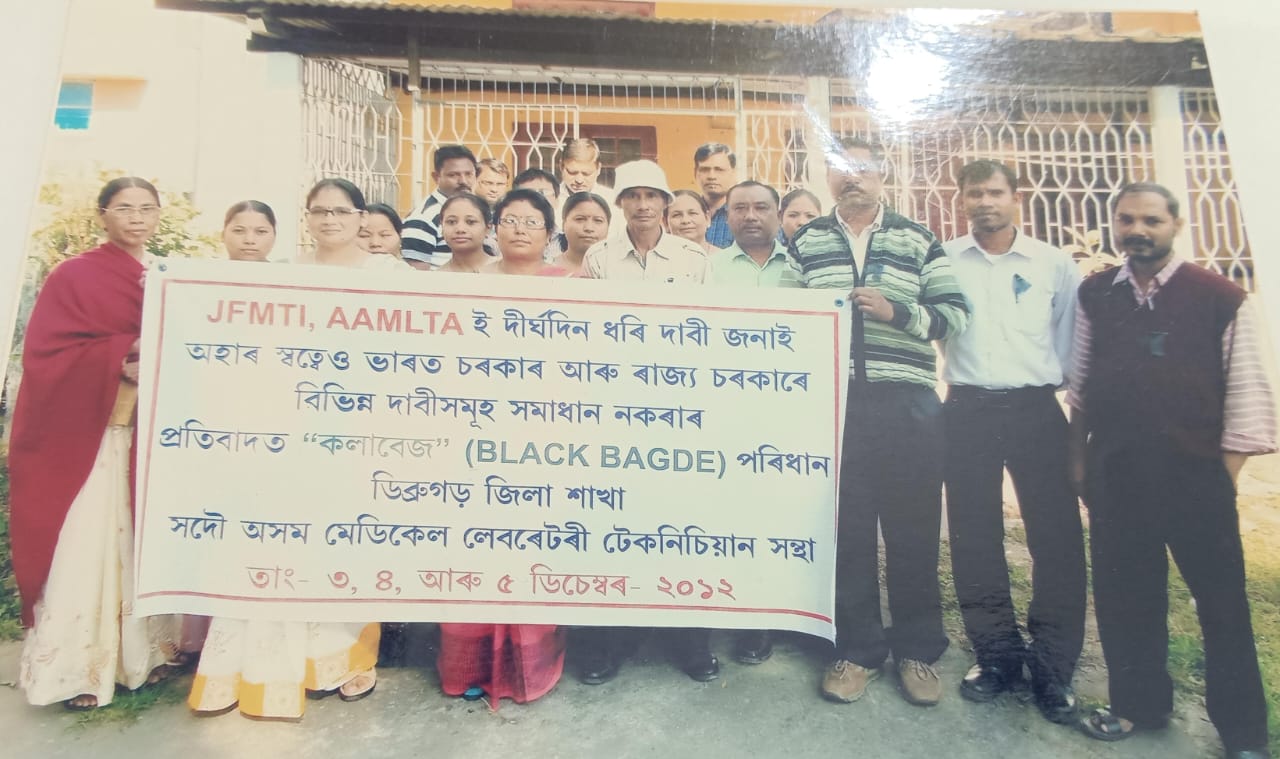 JFMTI, AAMLTA ই দীৰ্ঘদিন ধৰি দাবী জনাই
অহাৰ স্বত্বেও ভাৰত চৰকাৰ আৰু ৰাজ্য চৰকাৰে
বিভিন্ন দাবীসমূহ সমাধান নকৰাৰ
প্ৰতিবাদত “কলাবেজ” (BLACK BAGDE) পৰিধান
ডিব্ৰুগড় জিলা শাখা
সদৌ অসম মেডিকেল লেবৰেটৰী টেকনিচিয়ান সন্থা
তাং- ৩, ৪, আৰু ৫ ডিচেম্বৰ- ২০১২